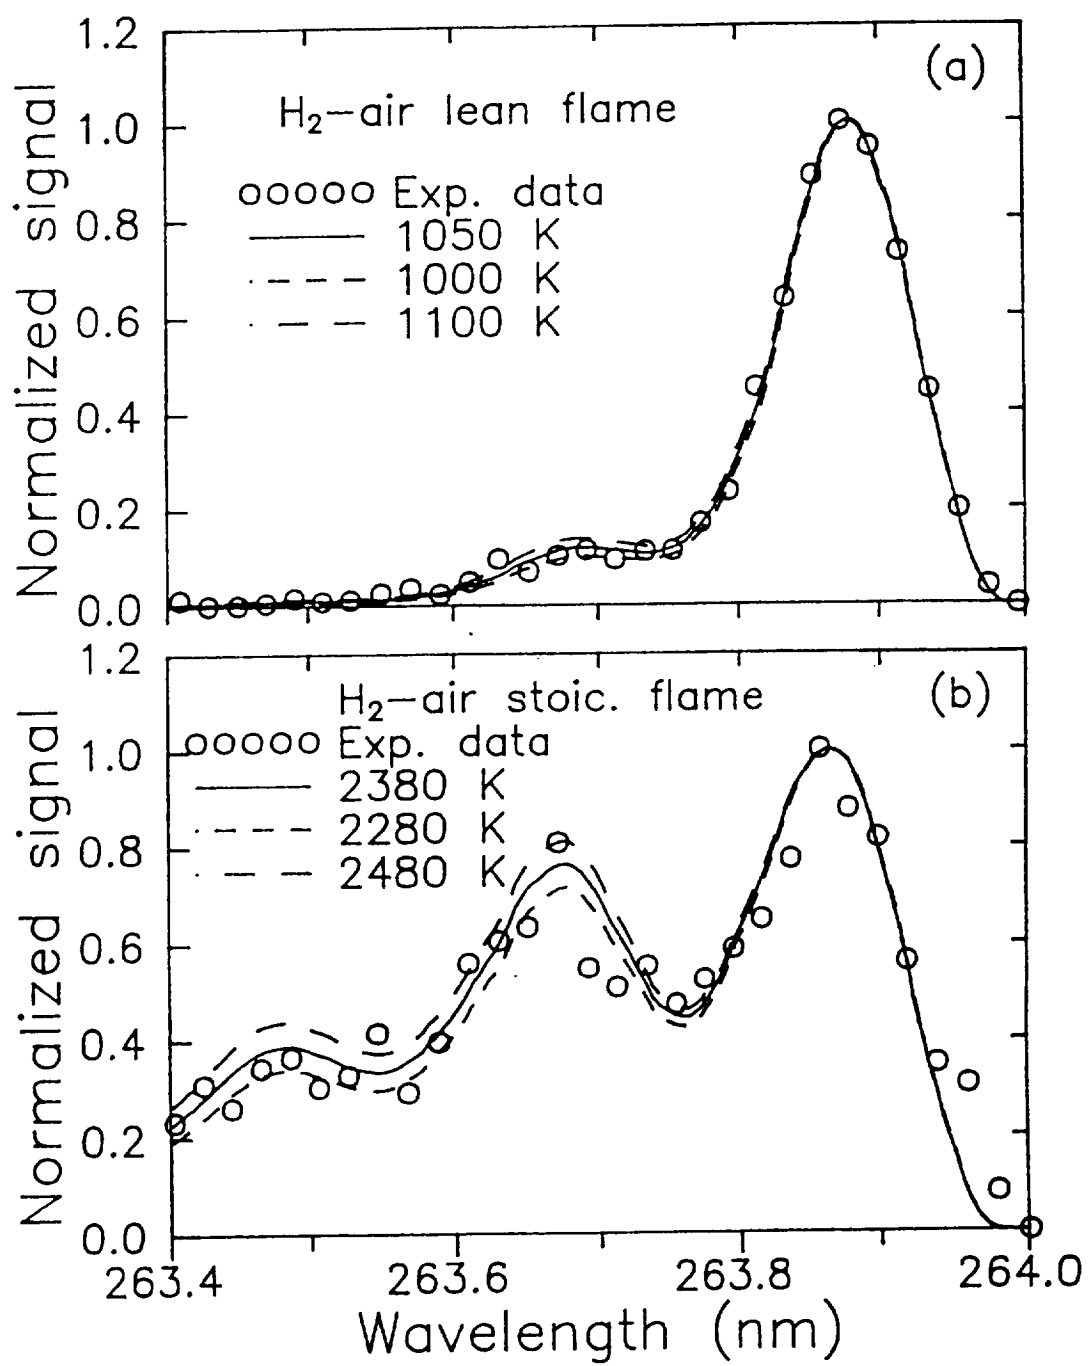 1.2
(a)
H₂-air lean flame
1.0
OOOOO Exp. data
0.8
1050 K
1000 K
0.6
1100 K
0.4
0.2
0.0
Normalized signal
1.2
(b)
H₂-air stoic. flame
OOOOO Exp. data
1.0
2380 K
2280 K
0.8
2480 K
0.6
0.4
0.2
0.0
Normalized signal
263.4 263.6 263.8 264.0
Wavelength (nm)